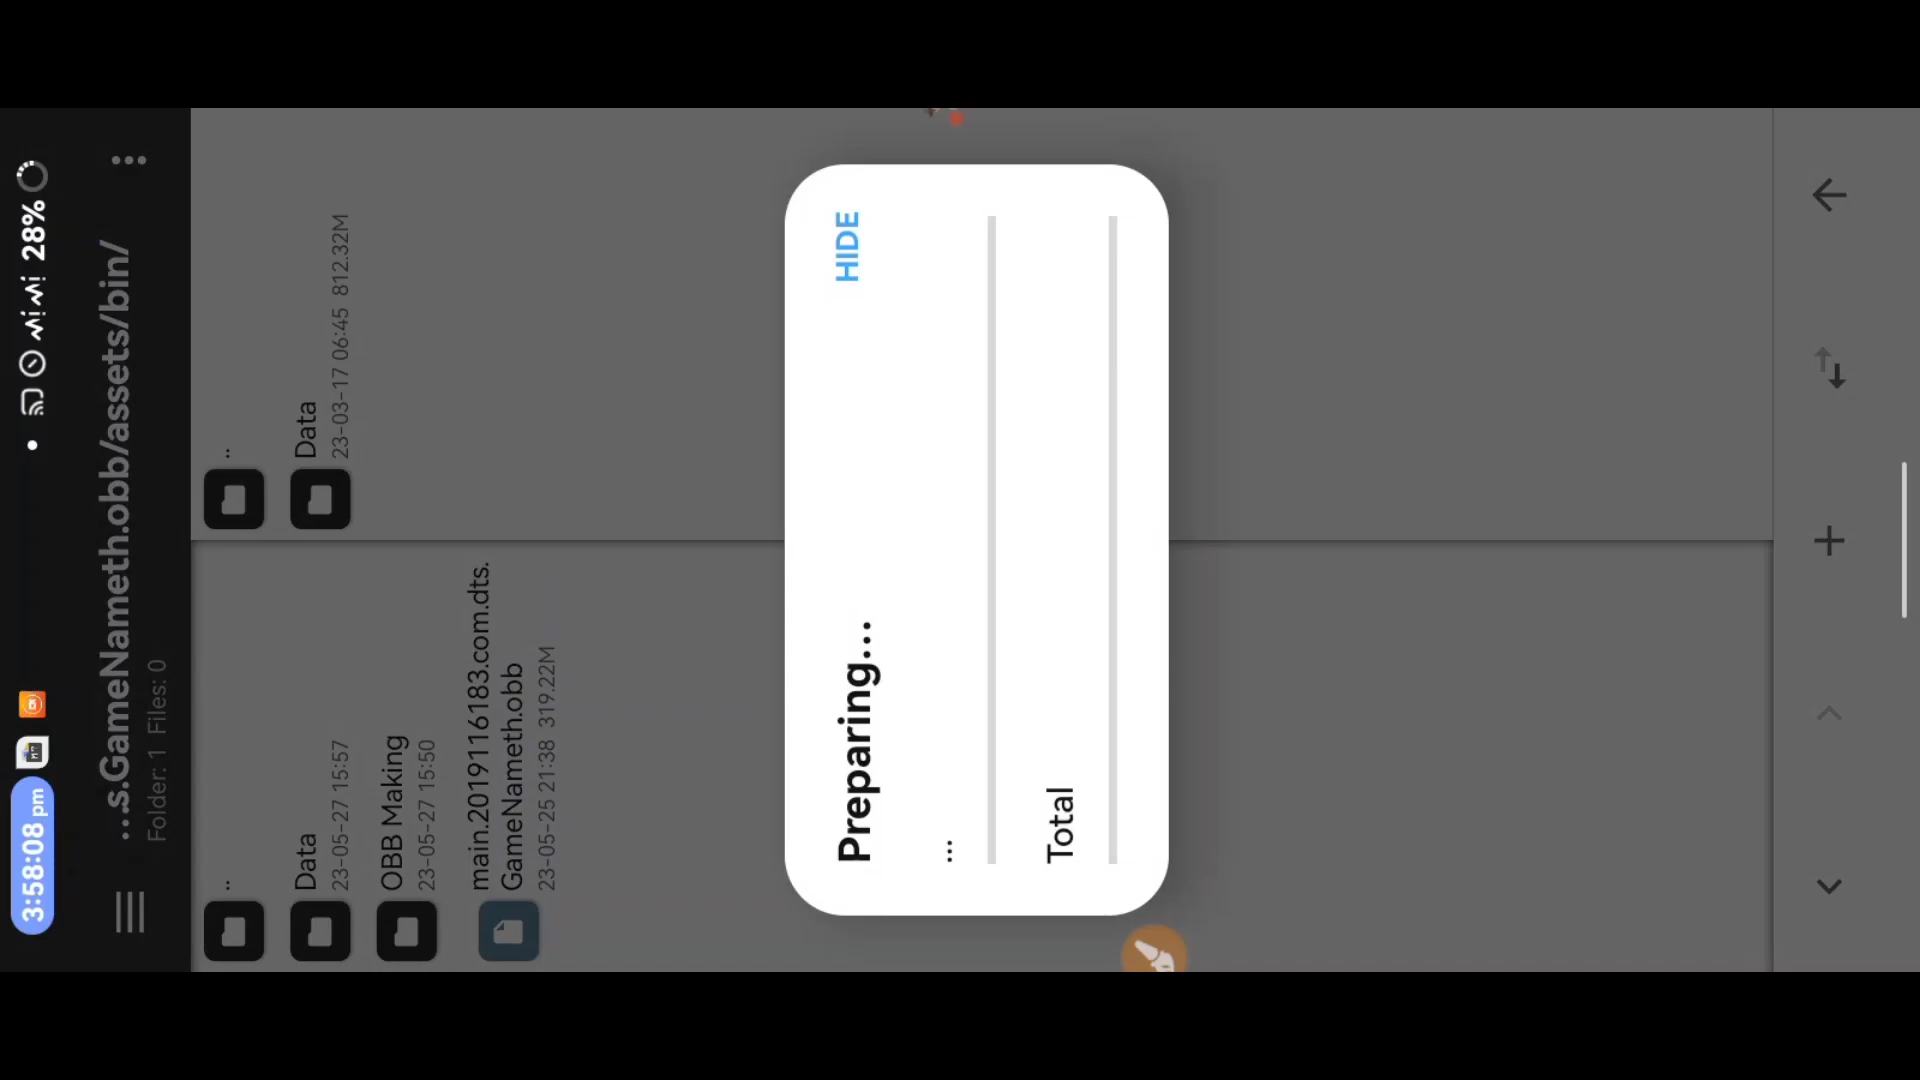 3:58:08 pm
28%
...s.GameNameth.obb/assets/bin/
Folder: 1 Files: 0
..
Data
23-05-27 15:57
OBB Making
23-05-27 15:50
main.2019116183.com.dts.
GameNameth.obb
23-05-25 21:38 319.22M
..
Data
23-03-17 06:45 812.32M
Preparing...
...
Total
HIDE